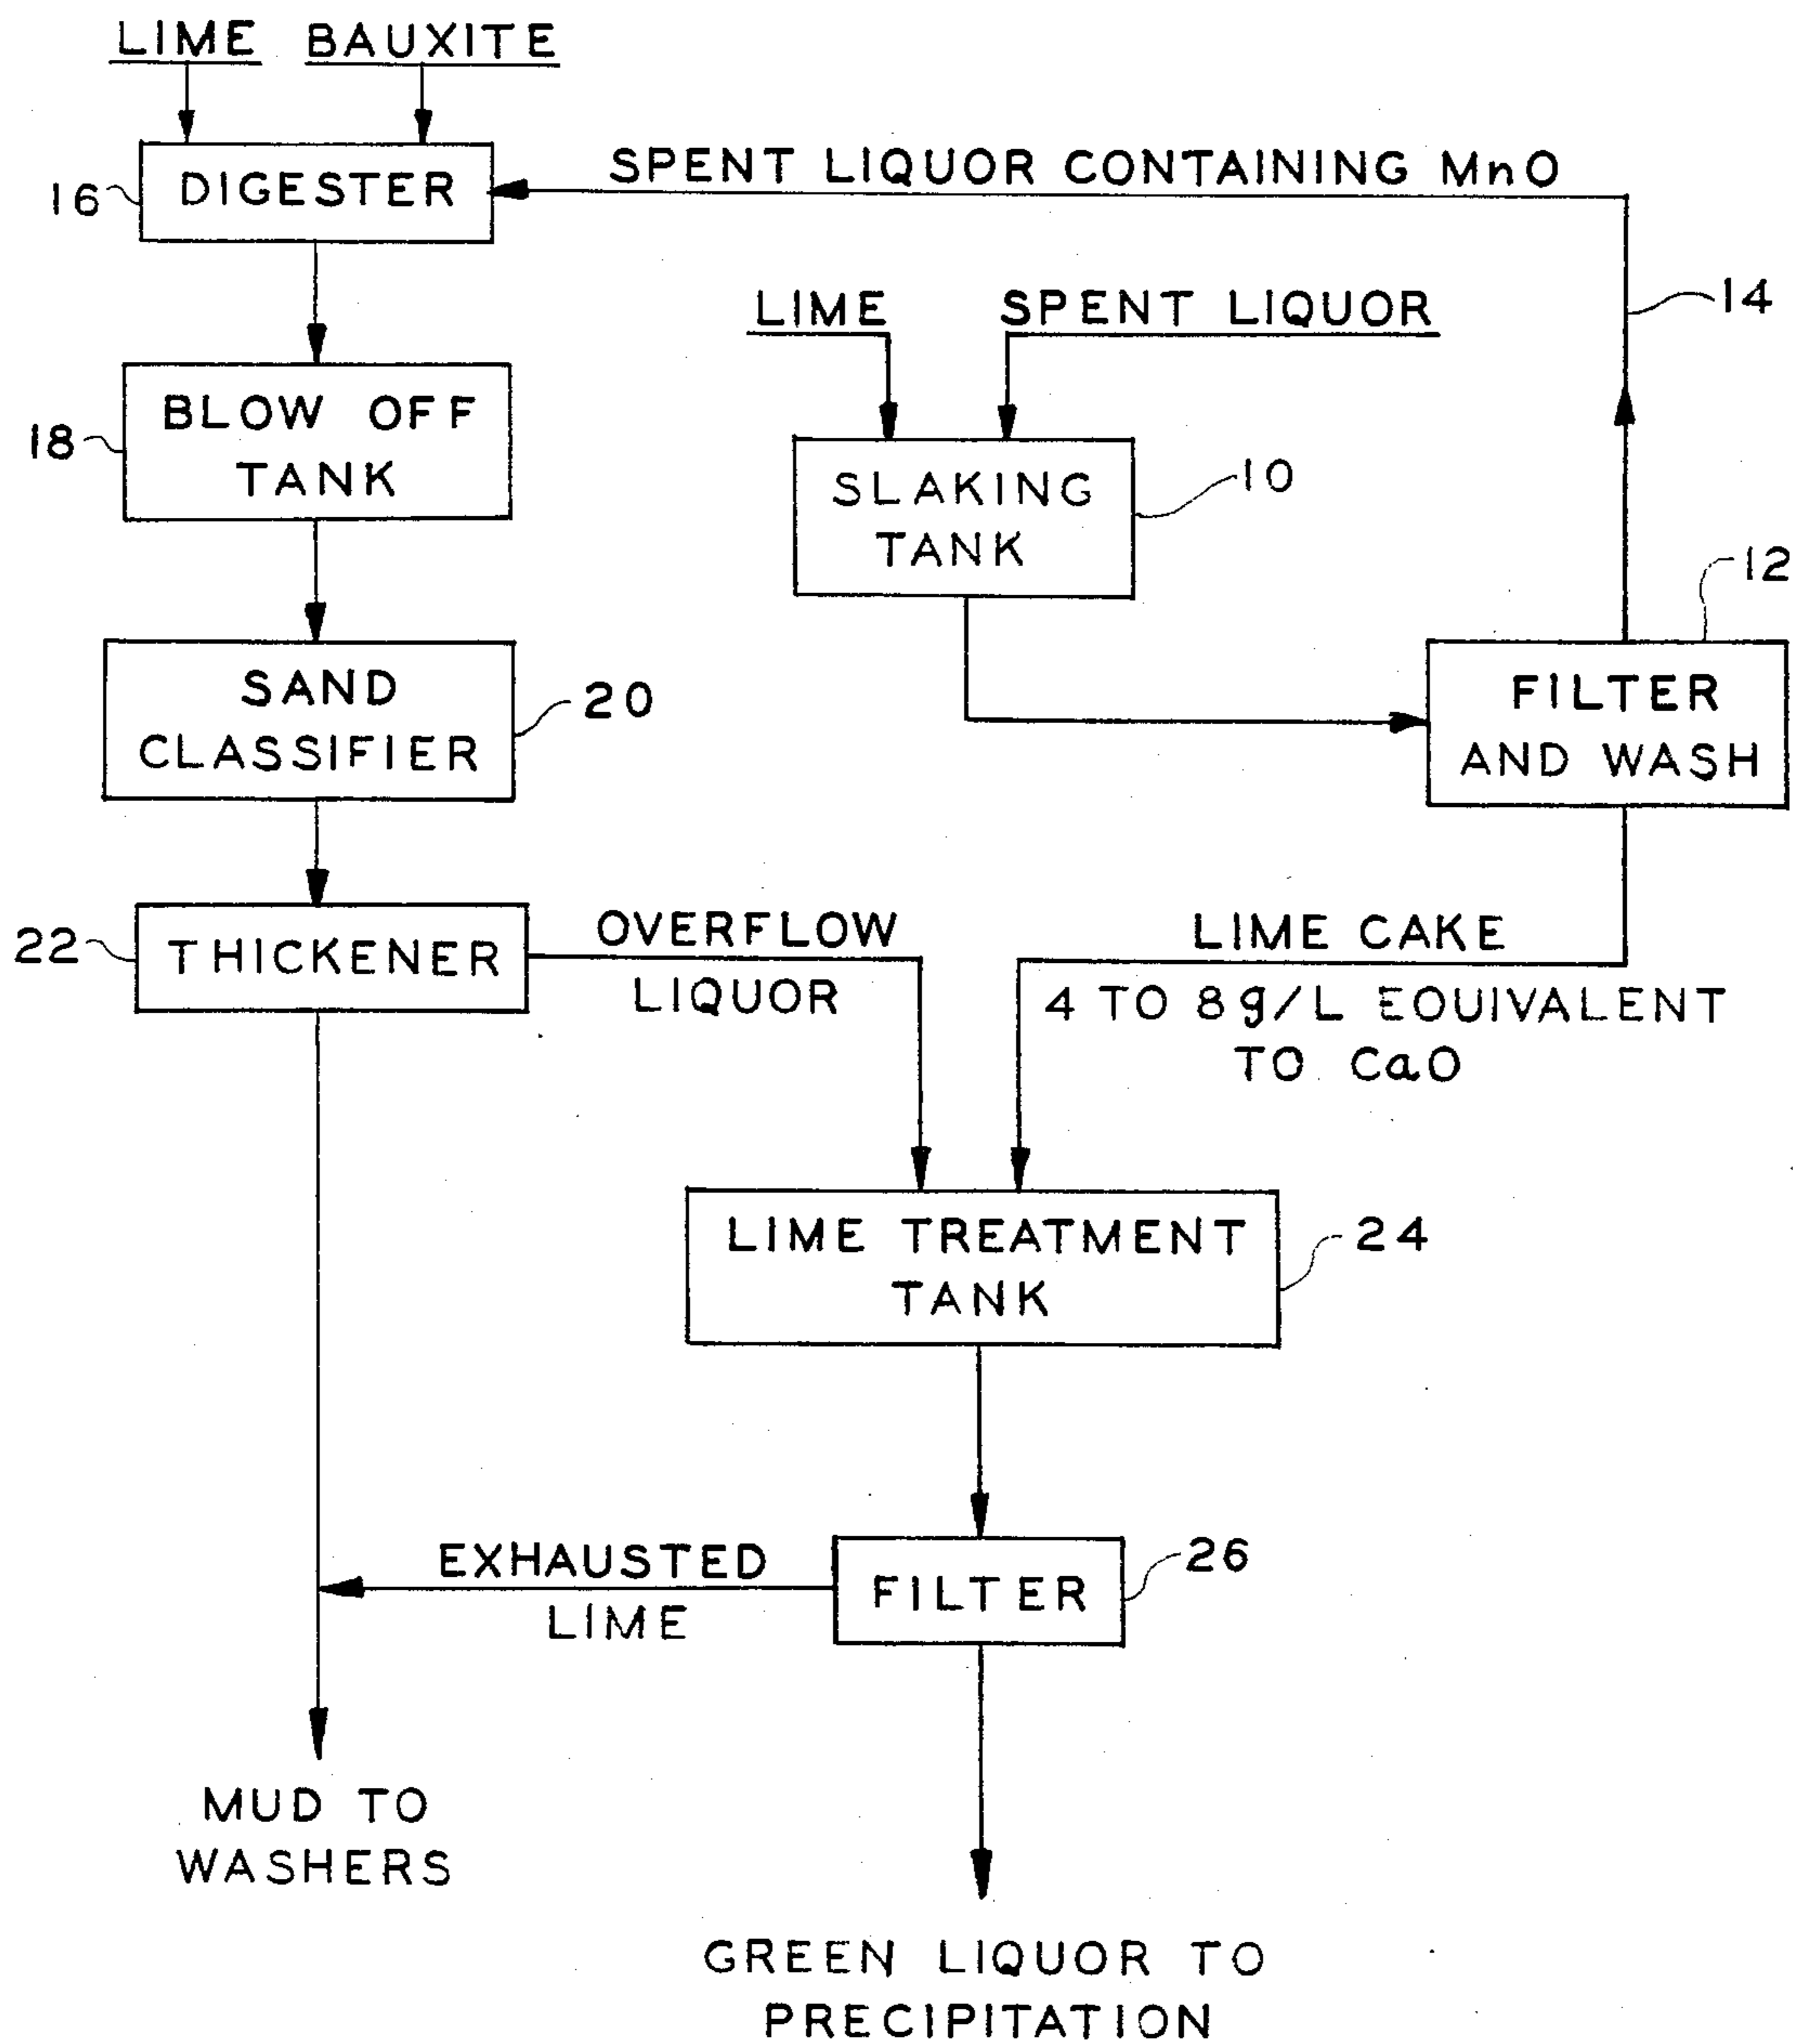 LIME BAUXITE
DIGESTER
16
SPENT LIQUOR CONTAINING MnO
14
LIME
SPENT LIQUOR
BLOW OFF
TANK
18
SLAKING
TANK
10
12
FILTER
AND WASH
SAND
CLASSIFIER
20
22
THICKENER
OVERFLOW
LIQUOR
LIME CAKE
4 TO 8g/L EQUIVALENT
TO CaO
LIME TREATMENT
TANK
24
EXHAUSTED
LIME
FILTER
26
MUD TO
WASHERS
GREEN LIQUOR TO
PRECIPITATION